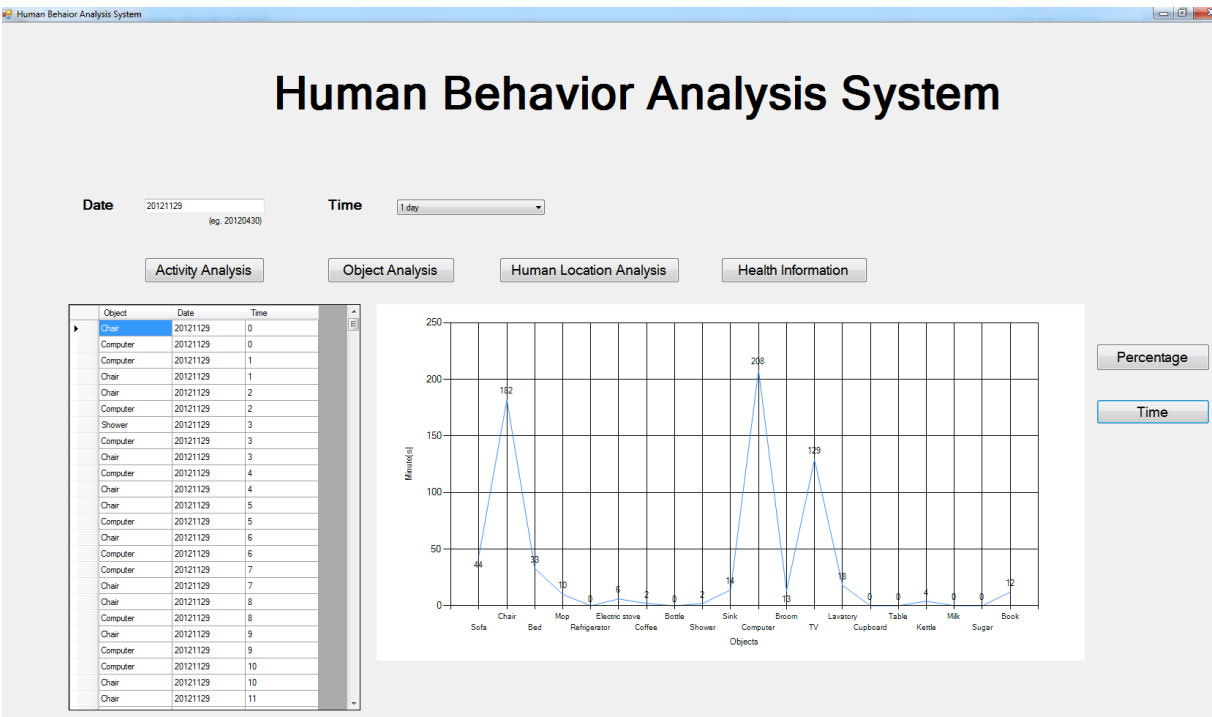 Human Behaior Analysis System
Human Behavior Analysis System
Date 20121129 Time 1 day
(eg. 20120430)
Activity Analysis Object Analysis Human Location Analysis Health Information
Object Date Time
Chair 20121129 0
Computer 20121129 0
Computer 20121129 1
Chair 20121129 1
Chair 20121129 2
Computer 20121129 2
Shower 20121129 3
Computer 20121129 3
Chair 20121129 3
Computer 20121129 4
Chair 20121129 4
Chair 20121129 5
Computer 20121129 5
Chair 20121129 6
Computer 20121129 6
Computer 20121129 7
Chair 20121129 7
Chair 20121129 8
Computer 20121129 8
Chair 20121129 9
Computer 20121129 9
Computer 20121129 10
Chair 20121129 10
Chair 20121129 11
250
200
150
100
50
0
Minute[s]
44 182 33 10 0 6 2 0 2 14 208 13 129 18 0 0 4 0 0 12
Chair Mop Electric stove Bottle Sink Broom Lavatory Table Milk Book
Sofa Bed Refrigerator Coffee Shower Computer TV Cupboard Kettle Sugar
Objects
Percentage
Time